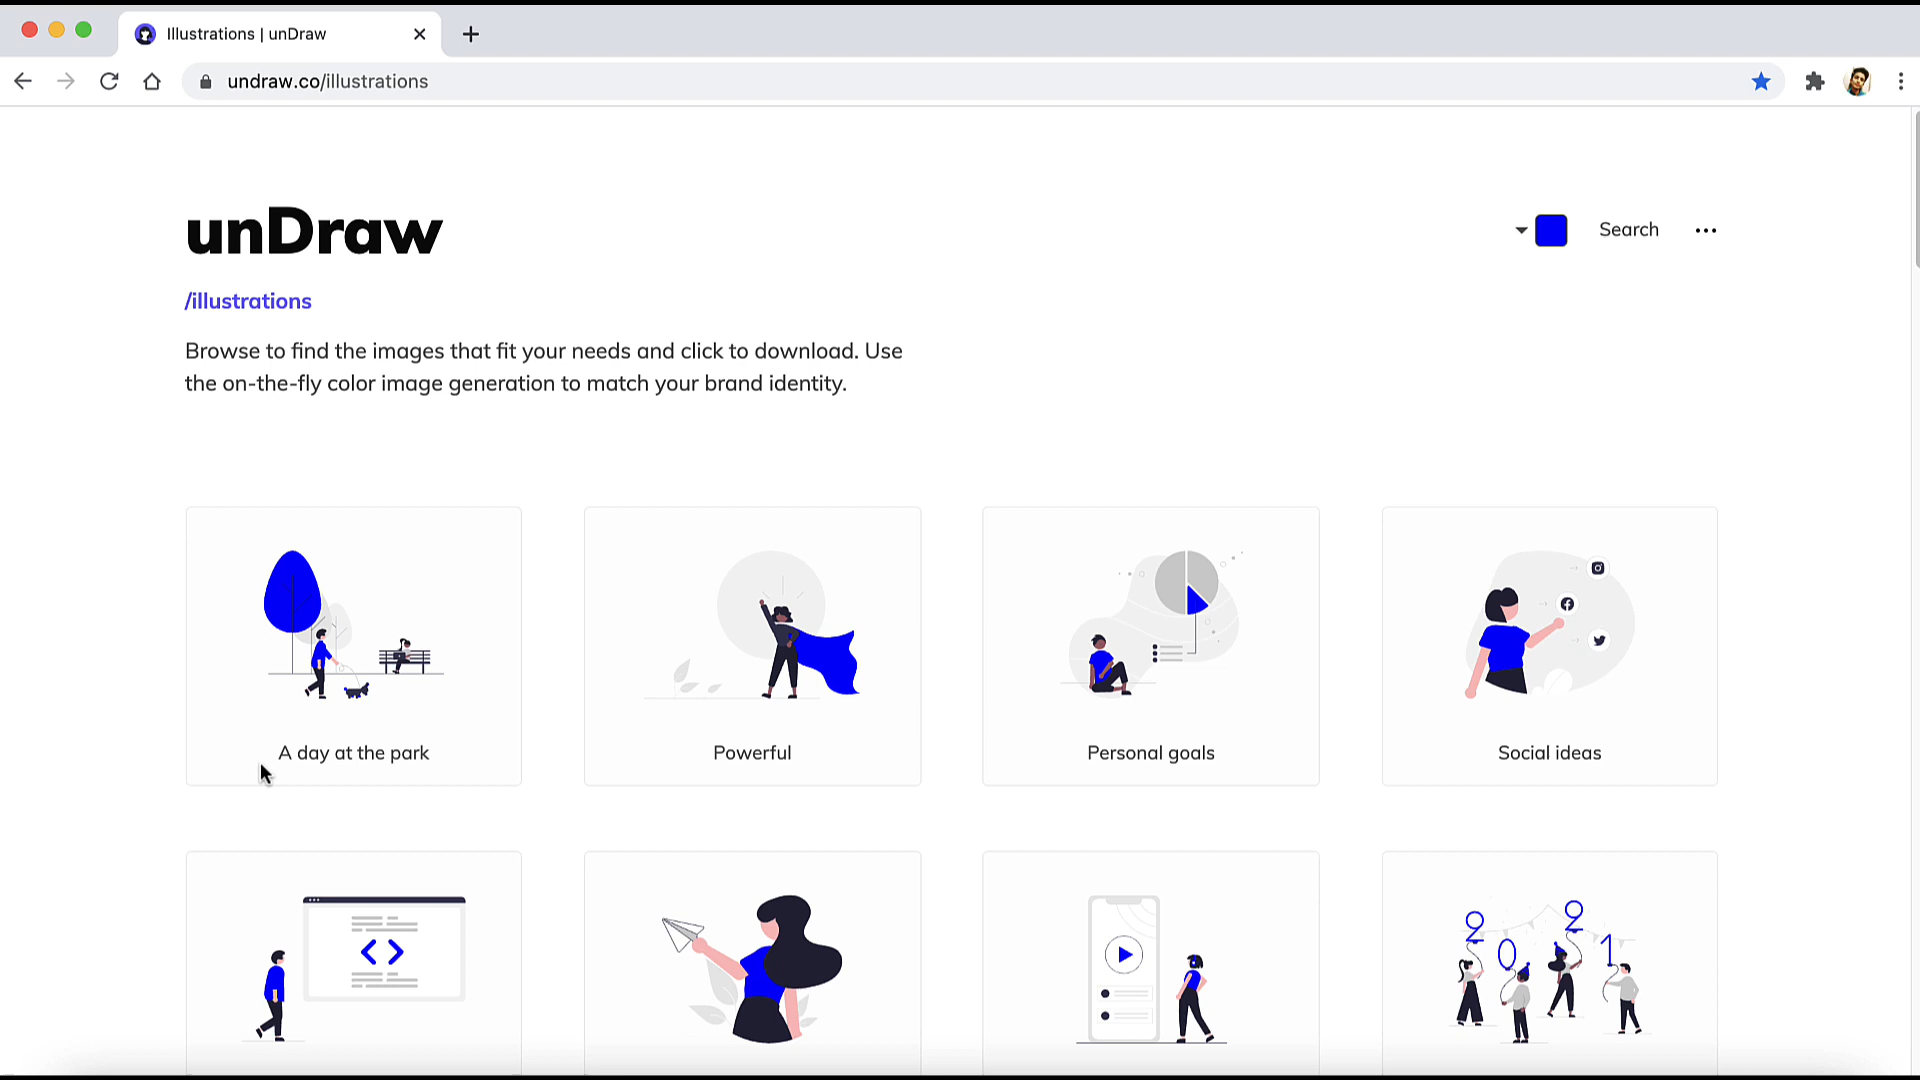 Illustrations | unDraw
undraw.co/illustrations
unDraw
Search
/illustrations
Browse to find the images that fit your needs and click to download. Use
the on-the-fly color image generation to match your brand identity.
A day at the park
Powerful
Personal goals
Social ideas
2 0 2 1